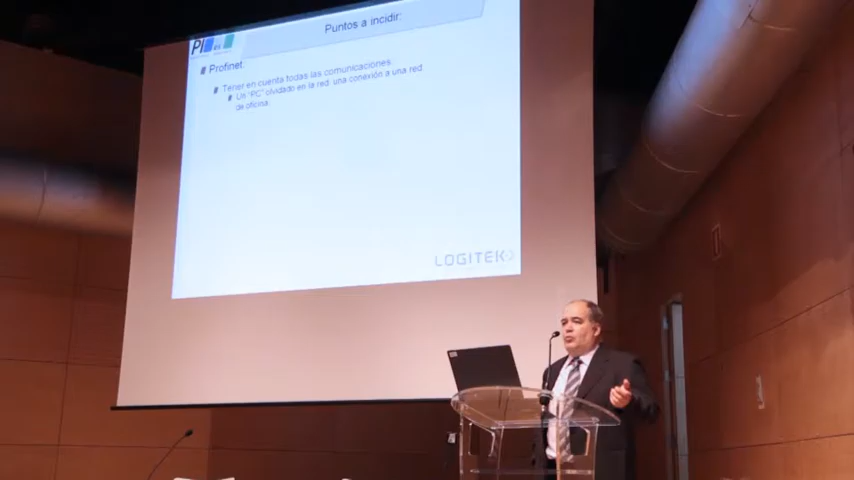 Puntos a incidir:
PI
Profinet:
Tener en cuenta todas las comunicaciones.
Un "PC" olvidado en la red, una conexión a una red
de oficina.
LOGITEK